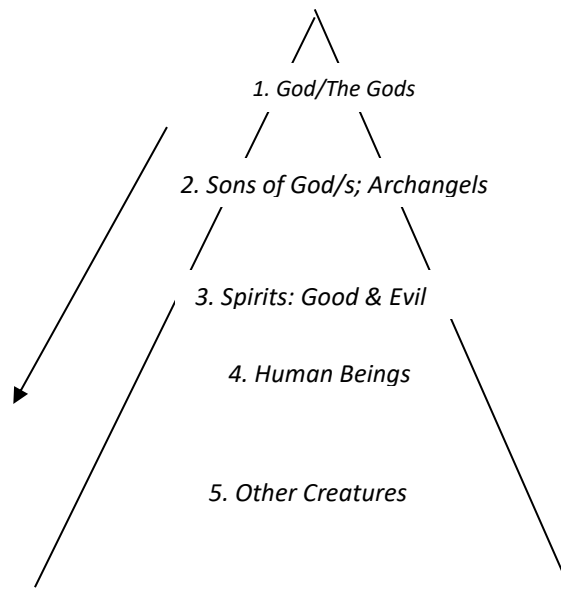 1. God/The Gods
2. Sons of God/s; Archangels
3. Spirits: Good & Evil
4. Human Beings
5. Other Creatures